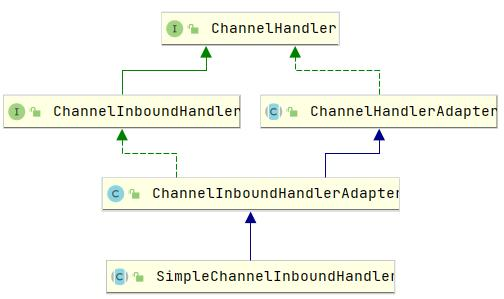 I ChannelHandler
I ChannelInboundHandler
C ChannelHandlerAdapter
C ChannelInboundHandlerAdapter
C SimpleChannelInboundHandler